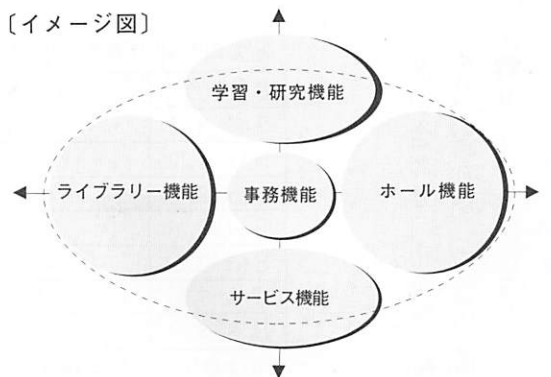 〔イメージ図〕
学習・研究機能
ライブラリー機能
事務機能
ホール機能
サービス機能